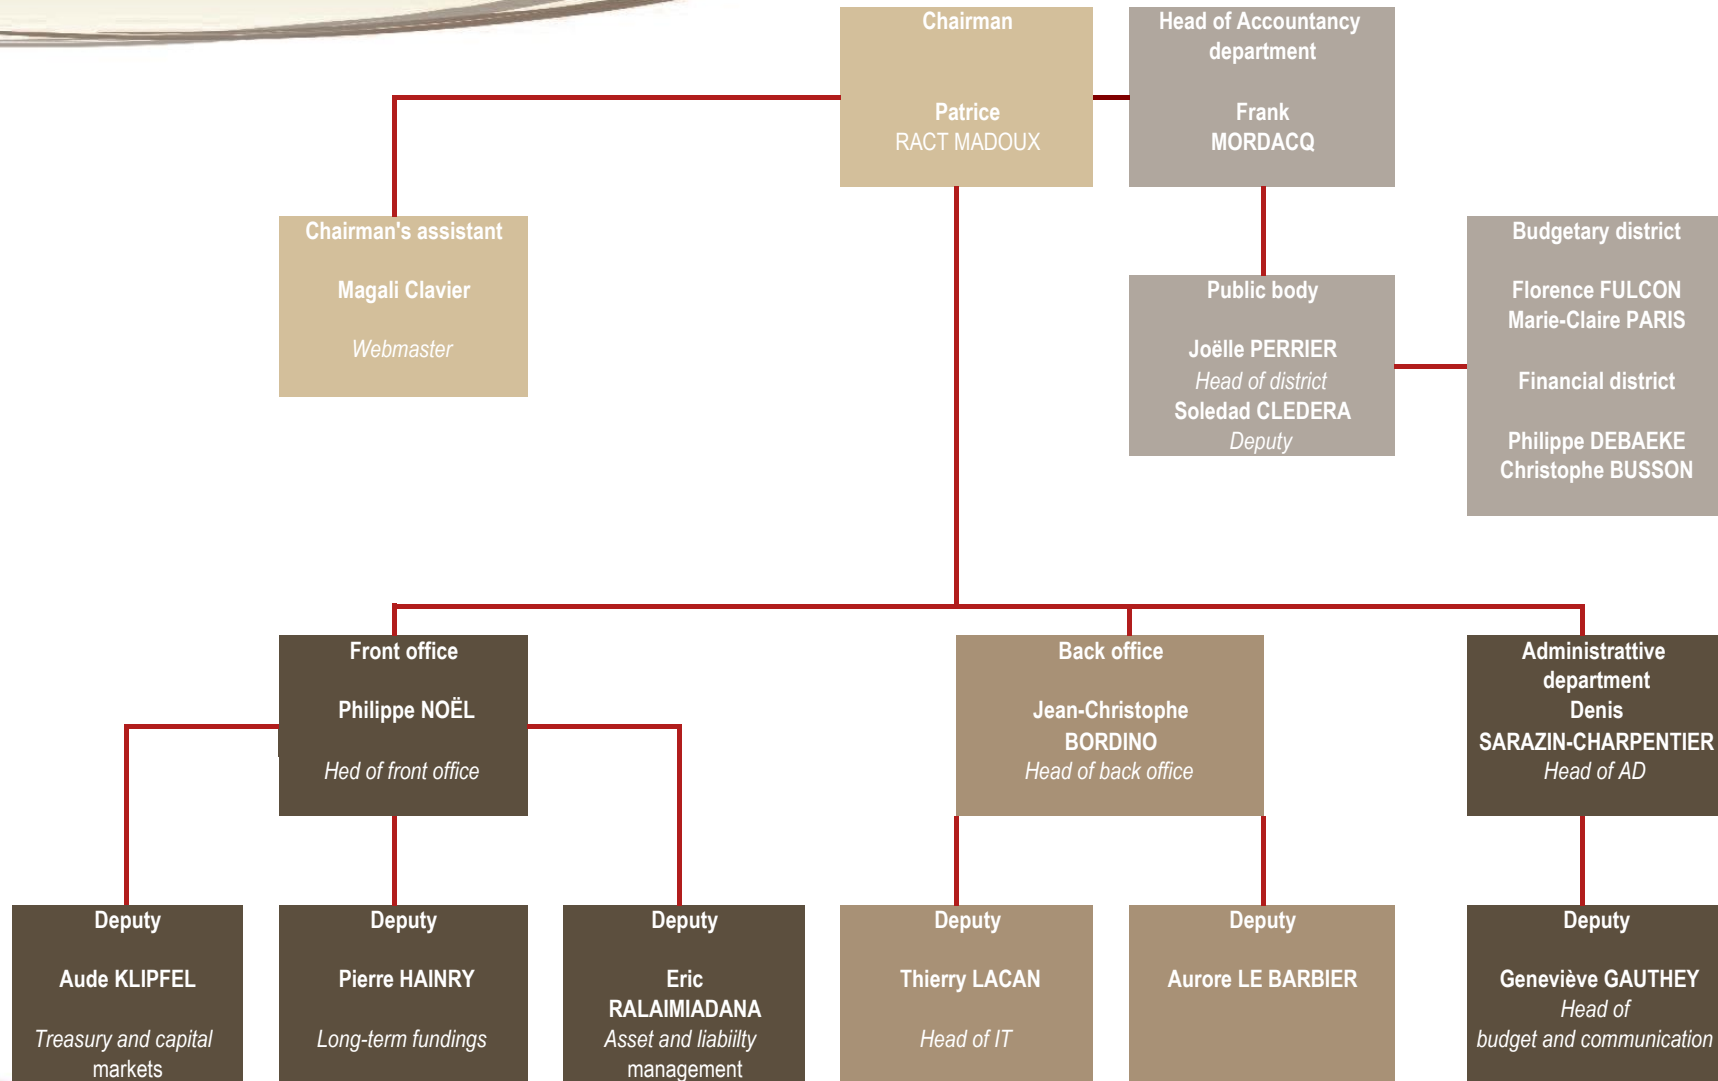 Chairman
Patrice
RACT MADOUX
Head of Accountancy
department
Frank
MORDACQ
Chairman's assistant
Magali Clavier
Webmaster
Public body
Joëlle PERRIER
Head of district
Soledad CLEDERA
Deputy
Budgetary district
Florence FULCON
Marie-Claire PARIS
Financial district
Philippe DEBAEKE
Christophe BUSSON
Front office
Philippe NOËL
Hed of front office
Back office
Jean-Christophe
BORDINO
Head of back office
Administrattive
department
Denis
SARAZIN-CHARPENTIER
Head of AD
Deputy
Aude KLIPFEL
Treasury and capital
markets
Deputy
Pierre HAINRY
Long-term fundings
Deputy
Eric
RALAIMIADANA
Asset and liabiilty
management
Deputy
Thierry LACAN
Head of IT
Deputy
Aurore LE BARBIER
Deputy
Geneviève GAUTHEY
Head of
budget and communication